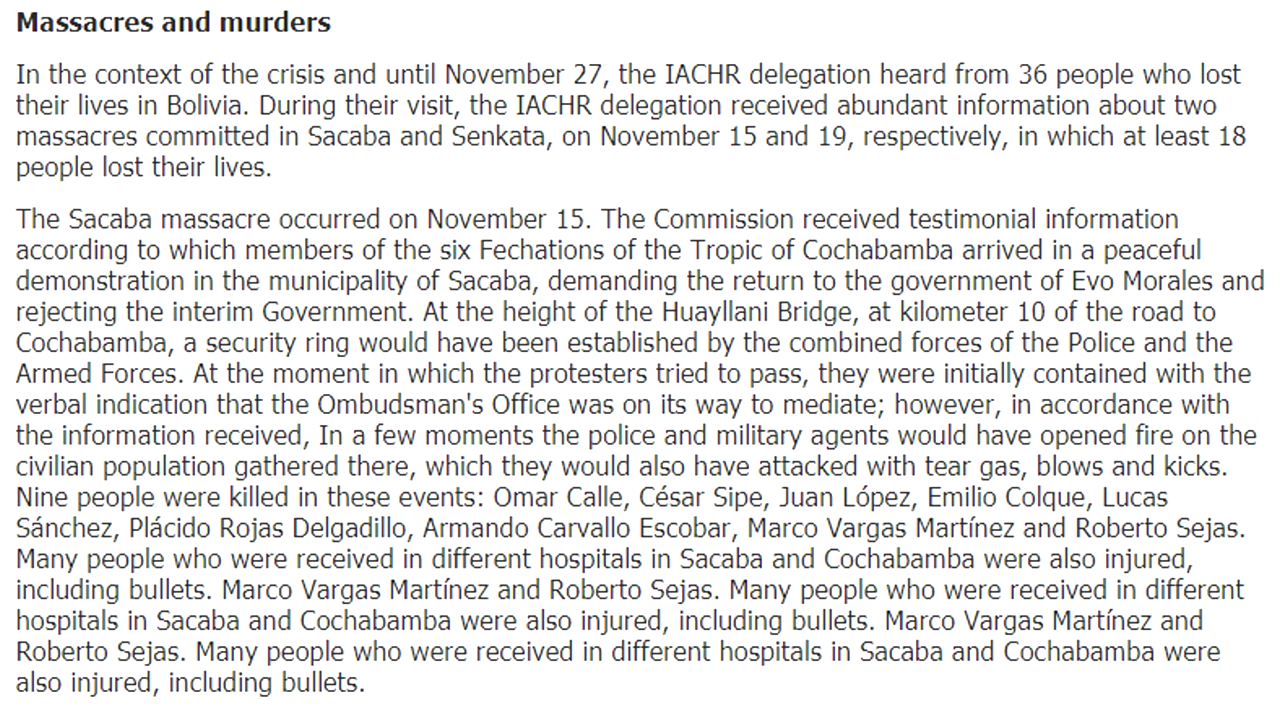 Massacres and murders
In the context of the crisis and until November 27, the IACHR delegation heard from 36 people who lost
their lives in Bolivia. During their visit, the IACHR delegation received abundant information about two
massacres committed in Sacaba and Senkata, on November 15 and 19, respectively, in which at least 18
people lost their lives.
The Sacaba massacre occurred on November 15. The Commission received testimonial information
according to which members of the six Fechations of the Tropic of Cochabamba arrived in a peaceful
demonstration in the municipality of Sacaba, demanding the return to the government of Evo Morales and
rejecting the interim Government. At the height of the Huayllani Bridge, at kilometer 10 of the road to
Cochabamba, a security ring would have been established by the combined forces of the Police and the
Armed Forces. At the moment in which the protesters tried to pass, they were initially contained with the
verbal indication that the Ombudsman's Office was on its way to mediate; however, in accordance with
the information received, In a few moments the police and military agents would have opened fire on the
civilian population gathered there, which they would also have attacked with tear gas, blows and kicks.
Nine people were killed in these events: Omar Calle, César Sipe, Juan López, Emilio Colque, Lucas
Sánchez, Plácido Rojas Delgadillo, Armando Carvallo Escobar, Marco Vargas Martínez and Roberto Sejas.
Many people who were received in different hospitals in Sacaba and Cochabamba were also injured,
including bullets. Marco Vargas Martínez and Roberto Sejas. Many people who were received in different
hospitals in Sacaba and Cochabamba were also injured, including bullets. Marco Vargas Martínez and
Roberto Sejas. Many people who were received in different hospitals in Sacaba and Cochabamba were
also injured, including bullets.